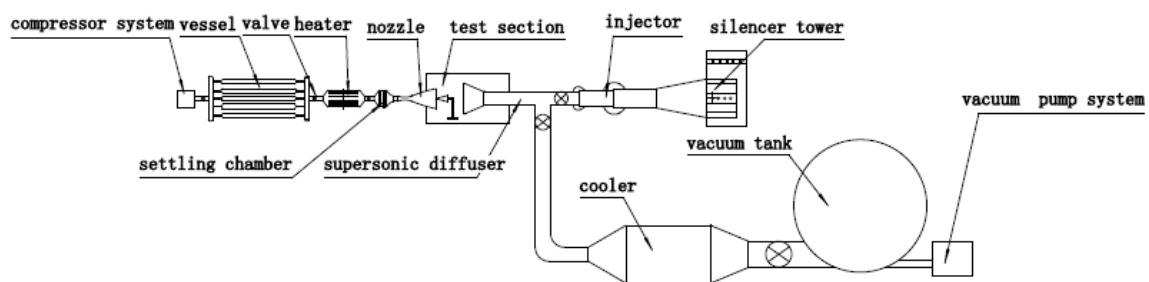 compressor system
vessel
valve
heater
nozzle
test section
injector
silencer tower
vacuum pump system
settling chamber
supersonic diffuser
vacuum tank
cooler